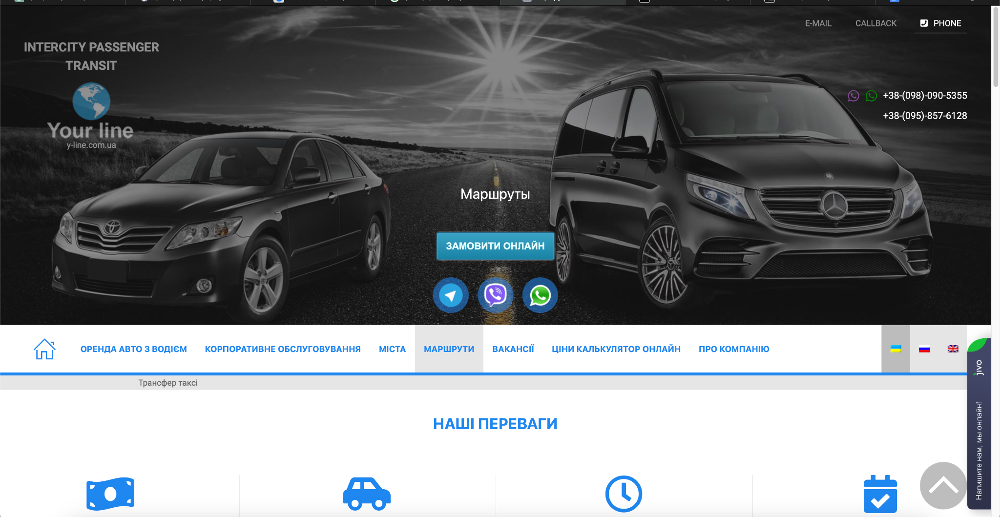 E-MAIL CALLBACK PHONE
INTERCITY PASSENGER
TRANSIT
Your line
y-line.com.ua
+38-(098)-090-5355
+38-(095)-857-6128
Маршруты
ЗАМОВИТИ ОНЛАЙН
ОРЕНДА АВТО З ВОДІЄМ КОРПОРАТИВНЕ ОБСЛУГОВУВАННЯ МІСТА МАРШРУТИ ВАКАНСІЇ ЦІНИ КАЛЬКУЛЯТОР ОНЛАЙН ПРО КОМПАНІЮ
Трансфер таксі
НАШІ ПЕРЕВАГИ
jivo
Напишите нам, мы онлайн!